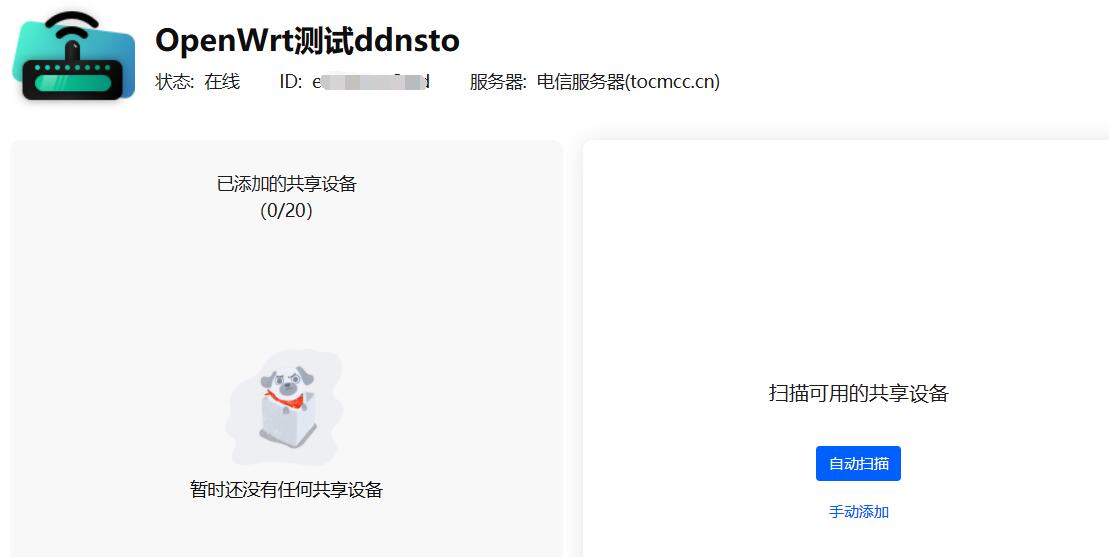 OpenWrt测试ddnsto
状态: 在线 ID: 服务器: 电信服务器(tocmcc.cn)
已添加的共享设备
(0/20)
暂时还没有任何共享设备
扫描可用的共享设备
自动扫描
手动添加